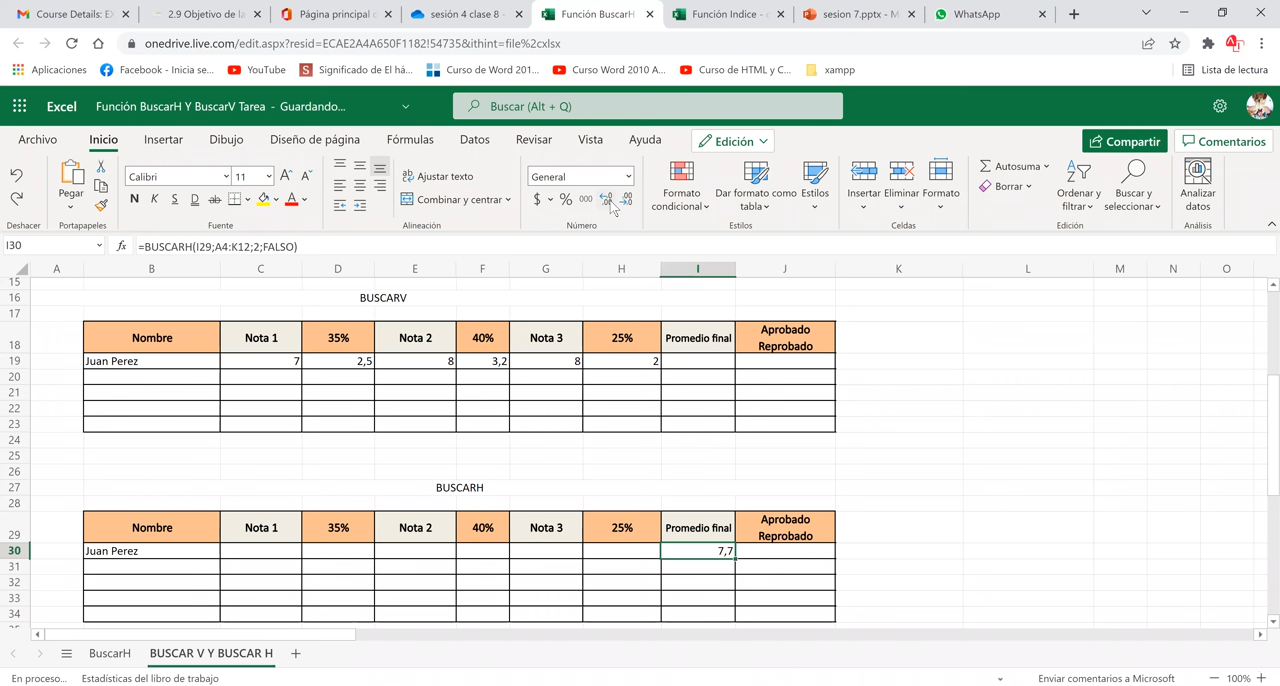 Course Details: E
2.9 Objetivo de la
Página principal d
sesión 4 clase 8 -
Función BuscarH
Función Indice -
sesion 7.pptx - M
WhatsApp
onedrive.live.com/edit.aspx?resid=ECAE2A4A650F1182!54735&ithint=file%2cxlsx
Aplicaciones
Facebook - Inicia se...
YouTube
Significado de El há...
Curso de Word 201...
Curso Word 2010 A...
Curso de HTML y C...
xampp
Lista de lectura
Excel
Función BuscarH Y BuscarV Tarea - Guardando...
Buscar (Alt + Q)
Archivo Inicio Insertar Dibujo Diseño de página Fórmulas Datos Revisar Vista Ayuda Edición Compartir Comentarios
Pegar
Calibri 11
N K S D ab A
Ajustar texto
Combinar y centrar
General
$ % 000
Formato condicional
Dar formato como tabla
Estilos
Insertar Eliminar Formato
Autosuma
Borrar
Ordenar y filtrar
Buscar y seleccionar
Analizar datos
Deshacer Portapapeles Fuente Alineación Número Estilos Celdas Edición Análisis
I30 fx =BUSCARH(I29;A4:K12;2;FALSO)
A B C D E F G H I J K L M N O
15
16 BUSCARV
17
18 Nombre Nota 1 35% Nota 2 40% Nota 3 25% Promedio final Aprobado Reprobado
19 Juan Perez 7 2,5 8 3,2 8 2
20
21
22
23
24
25
26
27 BUSCARH
28
29 Nombre Nota 1 35% Nota 2 40% Nota 3 25% Promedio final Aprobado Reprobado
30 Juan Perez 7,7
31
32
33
34
BuscarH BUSCAR V Y BUSCAR H
En proceso... Estadísticas del libro de trabajo Enviar comentarios a Microsoft 100%